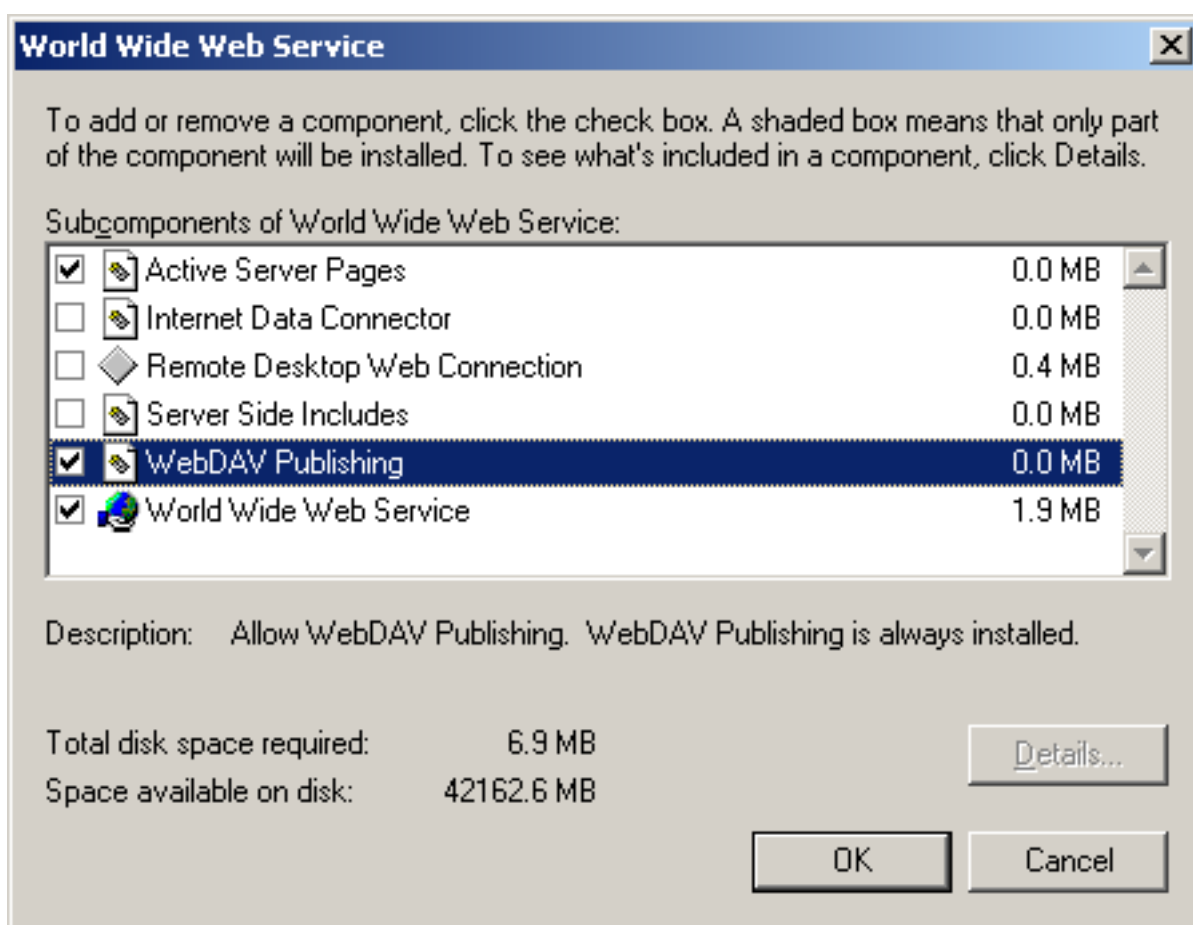 World Wide Web Service
To add or remove a component, click the check box. A shaded box means that only part
of the component will be installed. To see what's included in a component, click Details.
Subcomponents of World Wide Web Service:
Active Server Pages 0.0 MB
Internet Data Connector 0.0 MB
Remote Desktop Web Connection 0.4 MB
Server Side Includes 0.0 MB
WebDAV Publishing 0.0 MB
World Wide Web Service 1.9 MB
Description: Allow WebDAV Publishing. WebDAV Publishing is always installed.
Total disk space required: 6.9 MB
Details...
Space available on disk: 42162.6 MB
OK Cancel